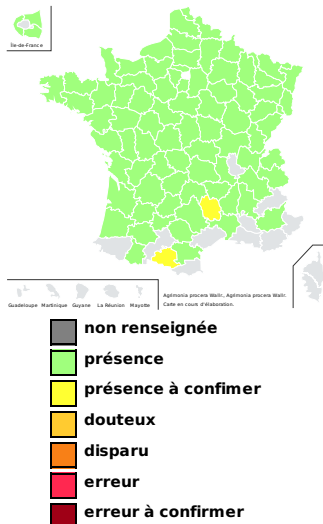 Île-de-France
Guadeloupe Martinique Guyane La Réunion Mayotte
Agrimonia procera Wallr., Agrimonia procera Wallr.
Carte en cours d'élaboration.
non renseignée
présence
présence à confimer
douteux
disparu
erreur
erreur à confirmer